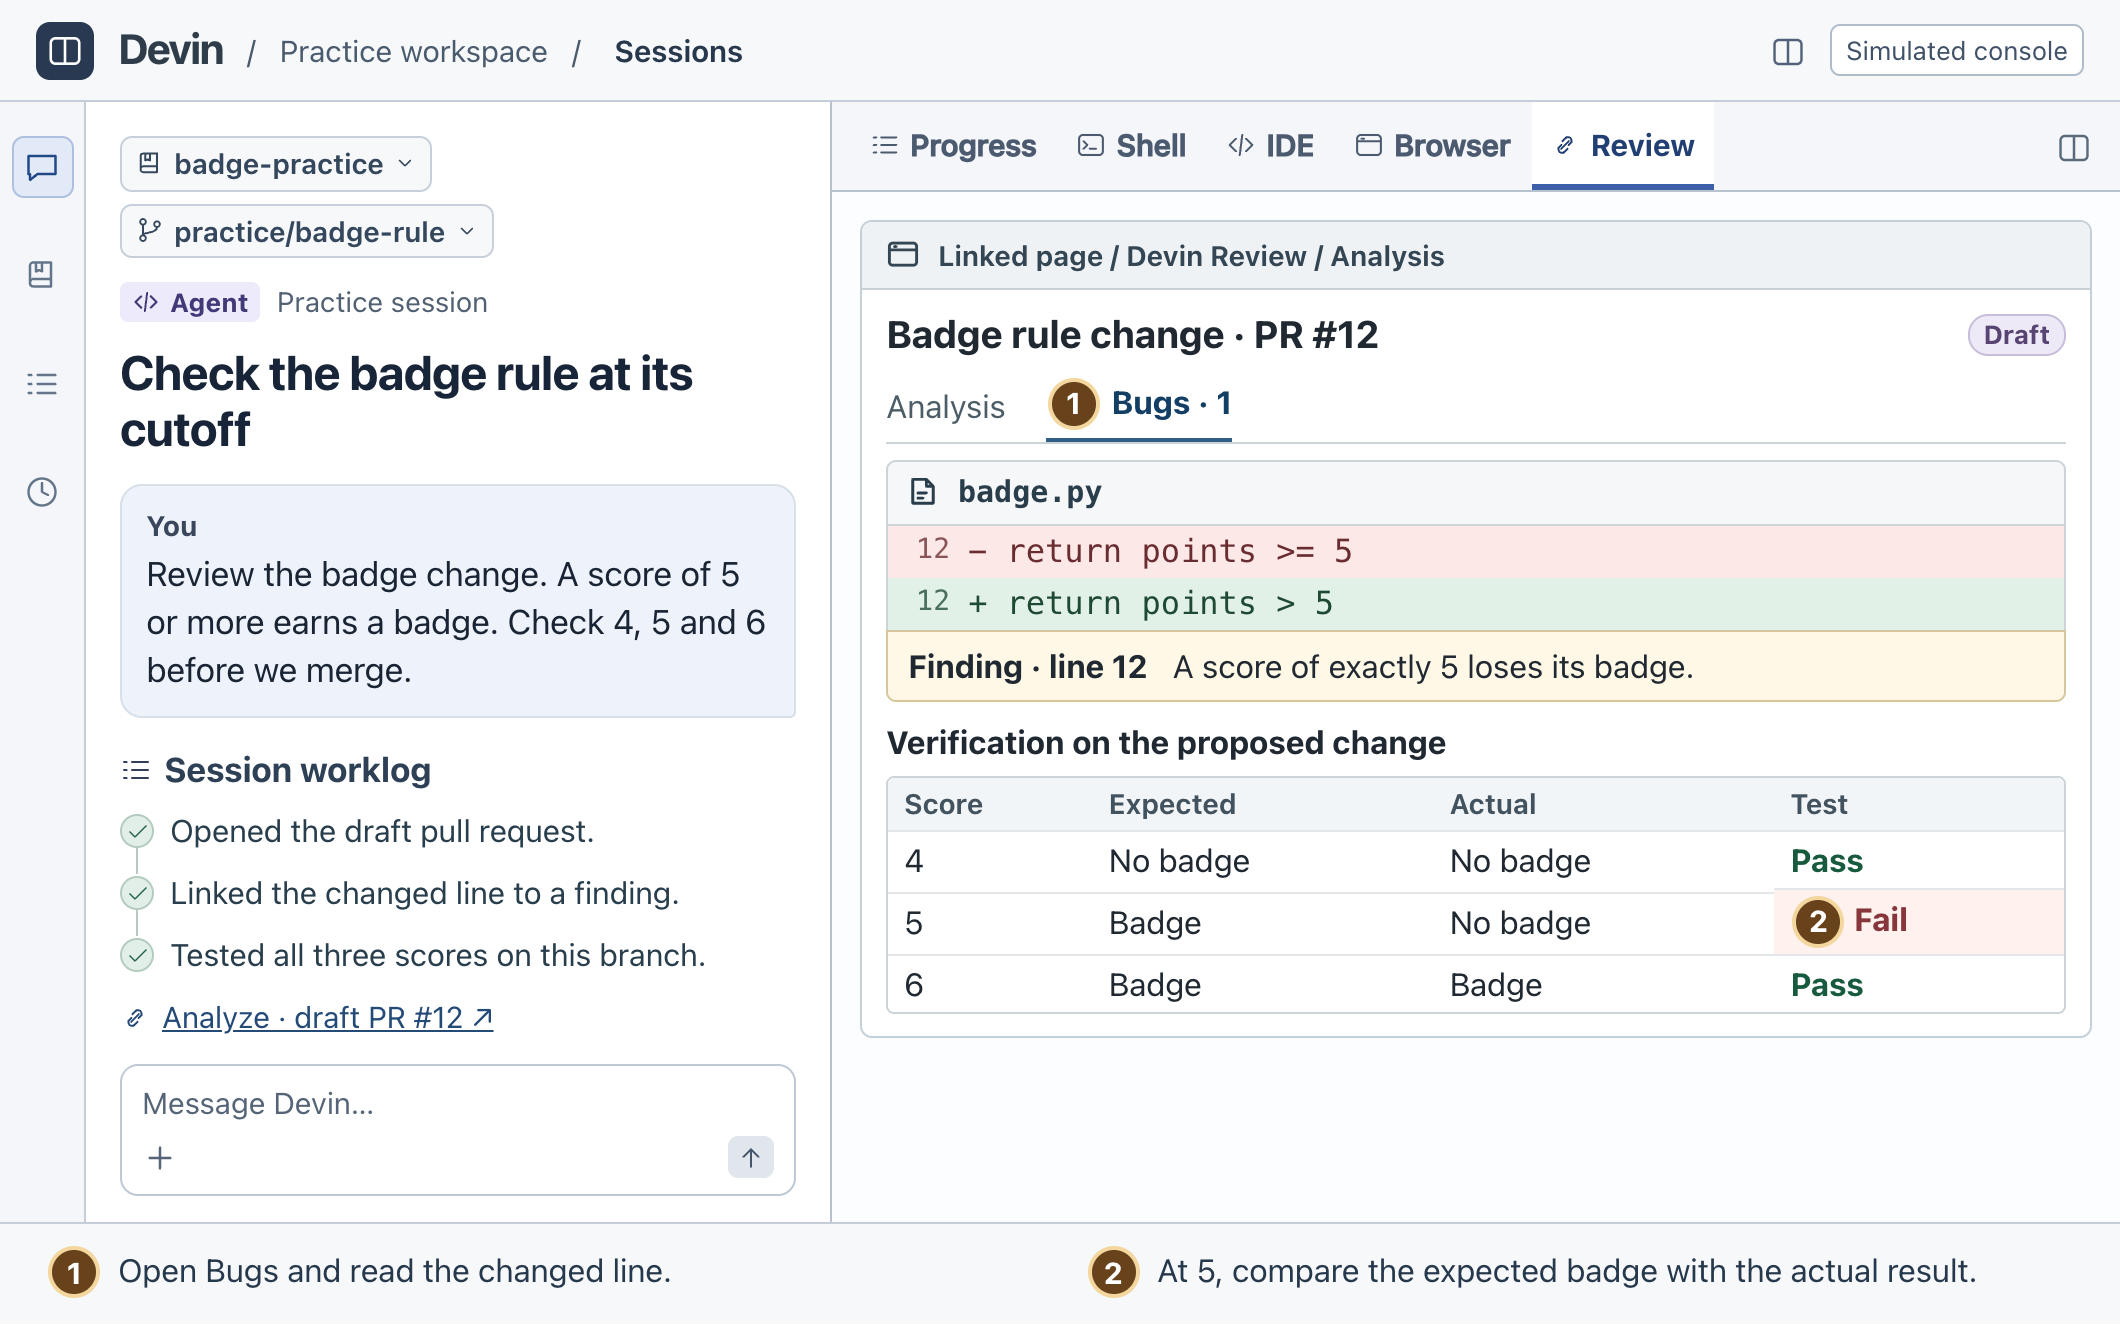 Devin / Practice workspace / Sessions
Simulated console
badge-practice
practice/badge-rule
Agent Practice session
Check the badge rule at its
cutoff
You
Review the badge change. A score of 5
or more earns a badge. Check 4, 5 and 6
before we merge.
Session worklog
Opened the draft pull request.
Linked the changed line to a finding.
Tested all three scores on this branch.
Analyze · draft PR #12 ↗
Message Devin...
Progress Shell IDE Browser Review
Linked page / Devin Review / Analysis
Badge rule change · PR #12 Draft
Analysis 1 Bugs · 1
badge.py
12 − return points >= 5
12 + return points > 5
Finding · line 12 A score of exactly 5 loses its badge.
Verification on the proposed change
Score Expected Actual Test
4 No badge No badge Pass
5 Badge No badge 2 Fail
6 Badge Badge Pass
1 Open Bugs and read the changed line.
2 At 5, compare the expected badge with the actual result.